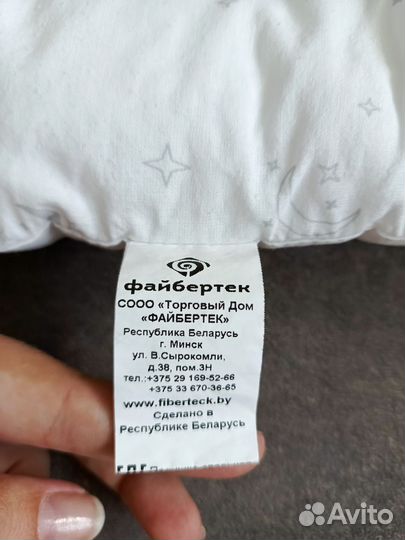 файбертек
СООО «Торговый Дом
«ФАЙБЕРТЕК»
Республика Беларусь
г. Минск
ул. В.Сырокомли,
д.38, пом.3Н
тел.:+375 29 169-52-66
+375 33 670-36-65
www.fiberteck.by
Сделано в
Республике Беларусь
Avito